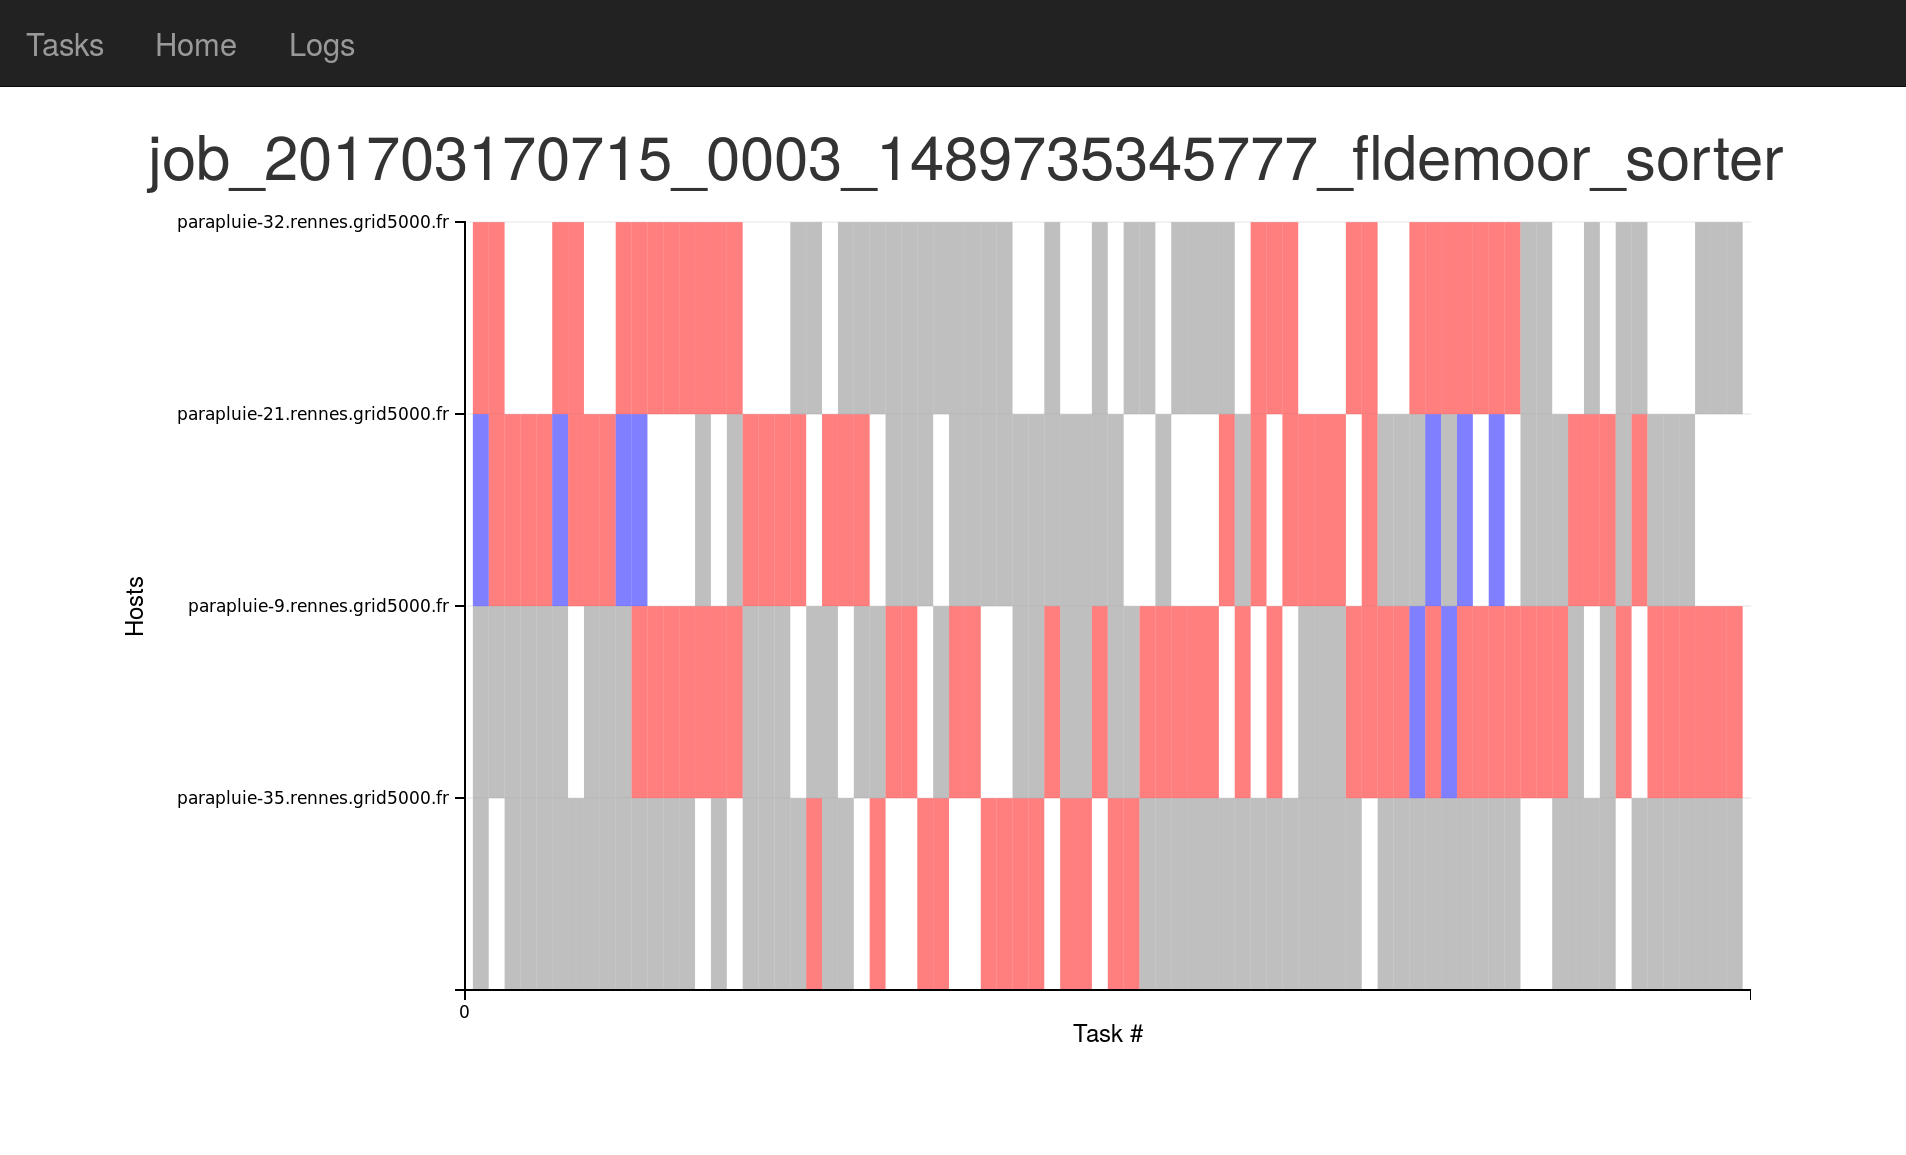 Tasks Home Logs
job_201703170715_0003_1489735345777_fldemoor_sorter
parapluie-32.rennes.grid5000.fr
parapluie-21.rennes.grid5000.fr
parapluie-9.rennes.grid5000.fr
parapluie-35.rennes.grid5000.fr
Hosts
0
Task #